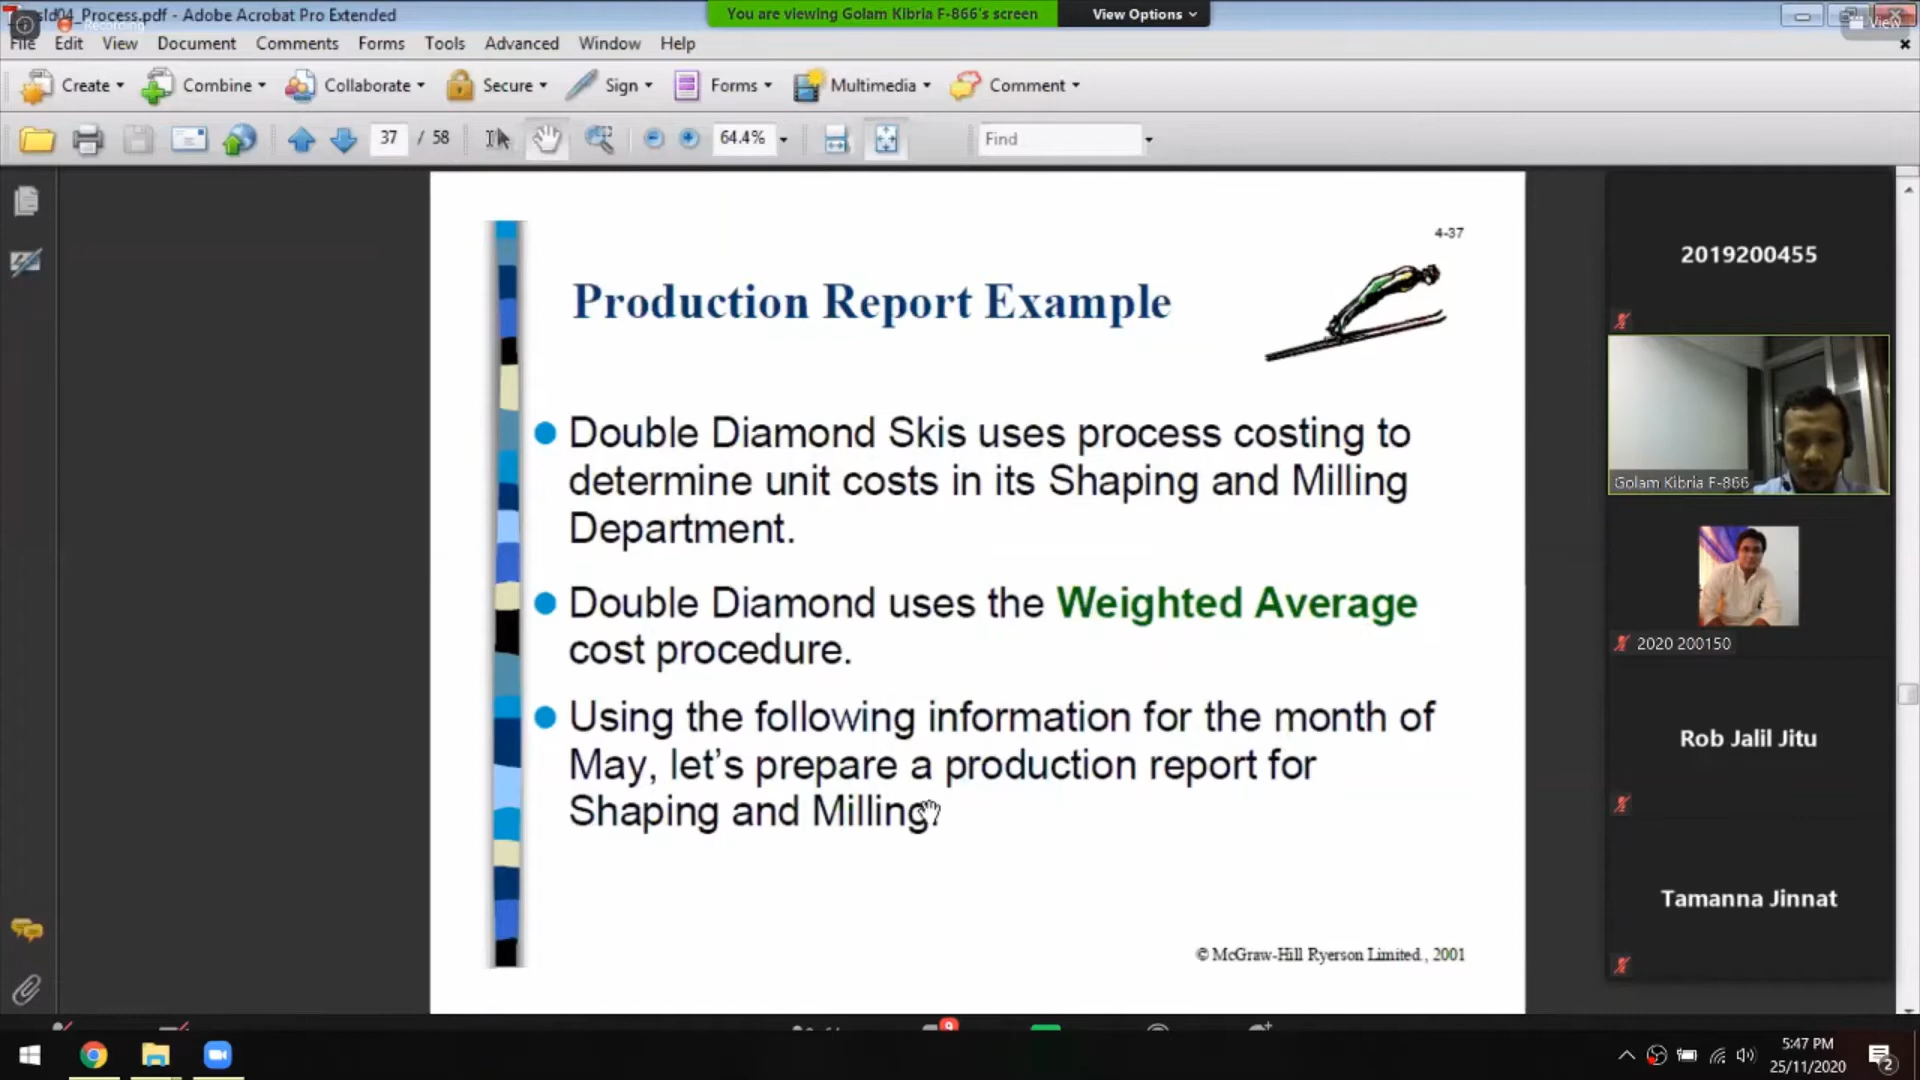 sld04_Process.pdf - Adobe Acrobat Pro Extended
Recording
You are viewing Golam Kibria F-866's screen
View Options
View
File Edit View Document Comments Forms Tools Advanced Window Help
Create Combine Collaborate Secure Sign Forms Multimedia Comment
37 / 58
64.4%
Find
4-37
Production Report Example
Double Diamond Skis uses process costing to
determine unit costs in its Shaping and Milling
Department.
Double Diamond uses the Weighted Average
cost procedure.
Using the following information for the month of
May, let's prepare a production report for
Shaping and Milling.
© McGraw-Hill Ryerson Limited., 2001
2019200455
Golam Kibria F-866
2020 200150
Rob Jalil Jitu
Tamanna Jinnat
9
5:47 PM
25/11/2020
2